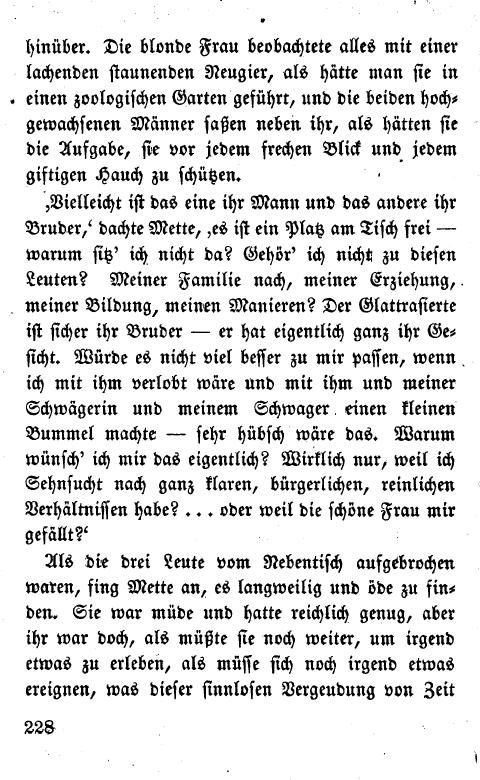 hinüber. Die blonde Frau beobachtete alles mit einer
lachenden staunenden Neugier, als hätte man sie in
einen zoologischen Garten geführt, und die beiden hoch-
gewachsenen Männer saßen neben ihr, als hätten sie
die Aufgabe, sie vor jedem frechen Blick und jedem
giftigen Hauch zu schützen.
‚Vielleicht ist das eine ihr Mann und das andere ihr
Bruder,‘ dachte Mette, ‚es ist ein Platz am Tisch frei —
warum sitz’ ich nicht da? Gehör’ ich nicht zu diesen
Leuten? Meiner Familie nach, meiner Erziehung,
meiner Bildung, meinen Manieren? Der Glattrasierte
ist sicher ihr Bruder — er hat eigentlich ganz ihr Ge-
sicht. Würde es nicht viel besser zu mir passen, wenn
ich mit ihm verlobt wäre und mit ihm und meiner
Schwägerin und meinem Schwager einen kleinen
Bummel machte — sehr hübsch wäre das. Warum
wünsch’ ich mir das eigentlich? Wirklich nur, weil ich
Sehnsucht nach ganz klaren, bürgerlichen, reinlichen
Verhältnissen habe? ... oder weil die schöne Frau mir
gefällt?‘
Als die drei Leute vom Nebentisch aufgebrochen
waren, fing Mette an, es langweilig und öde zu fin-
den. Sie war müde und hatte reichlich genug, aber
ihr war doch, als müßte sie noch weiter, um irgend
etwas zu erleben, als müsse sich noch irgend etwas
ereignen, was dieser sinnlosen Vergeudung von Zeit
228